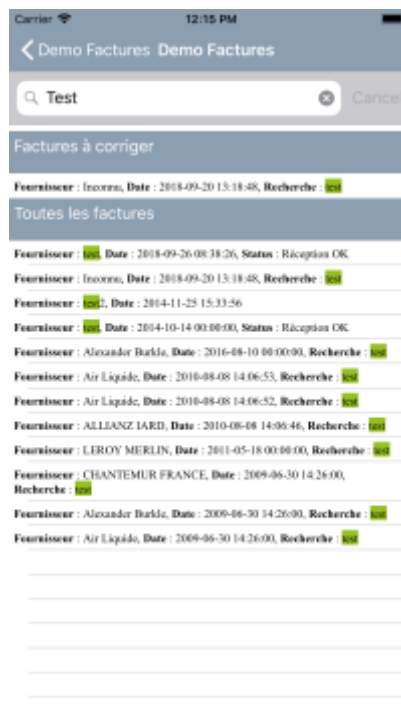 Carrier 12:15 PM
Demo Factures Demo Factures
Test Cance
Factures à corriger
Fournisseur : Inconnu, Date : 2018-09-20 13:18:48, Recherche : test
Toutes les factures
Fournisseur : test, Date : 2018-09-26 08:38:26, Status : Réception OK
Fournisseur : Inconnu, Date : 2018-09-20 13:18:48, Recherche : test
Fournisseur : test2, Date : 2014-11-25 15:33:56
Fournisseur : test, Date : 2014-10-14 00:00:00, Status : Réception OK
Fournisseur : Alexander Burkle, Date : 2016-08-10 00:00:00, Recherche : test
Fournisseur : Air Liquide, Date : 2010-08-08 14:06:53, Recherche : test
Fournisseur : Air Liquide, Date : 2010-08-08 14:06:52, Recherche : test
Fournisseur : ALLIANZ IARD, Date : 2010-08-08 14:06:46, Recherche : test
Fournisseur : LEROY MERLIN, Date : 2011-05-18 00:00:00, Recherche : test
Fournisseur : CHANTEMUR FRANCE, Date : 2009-06-30 14:26:00,
Recherche : test
Fournisseur : Alexander Burkle, Date : 2009-06-30 14:26:00, Recherche : test
Fournisseur : Air Liquide, Date : 2009-06-30 14:26:00, Recherche : test